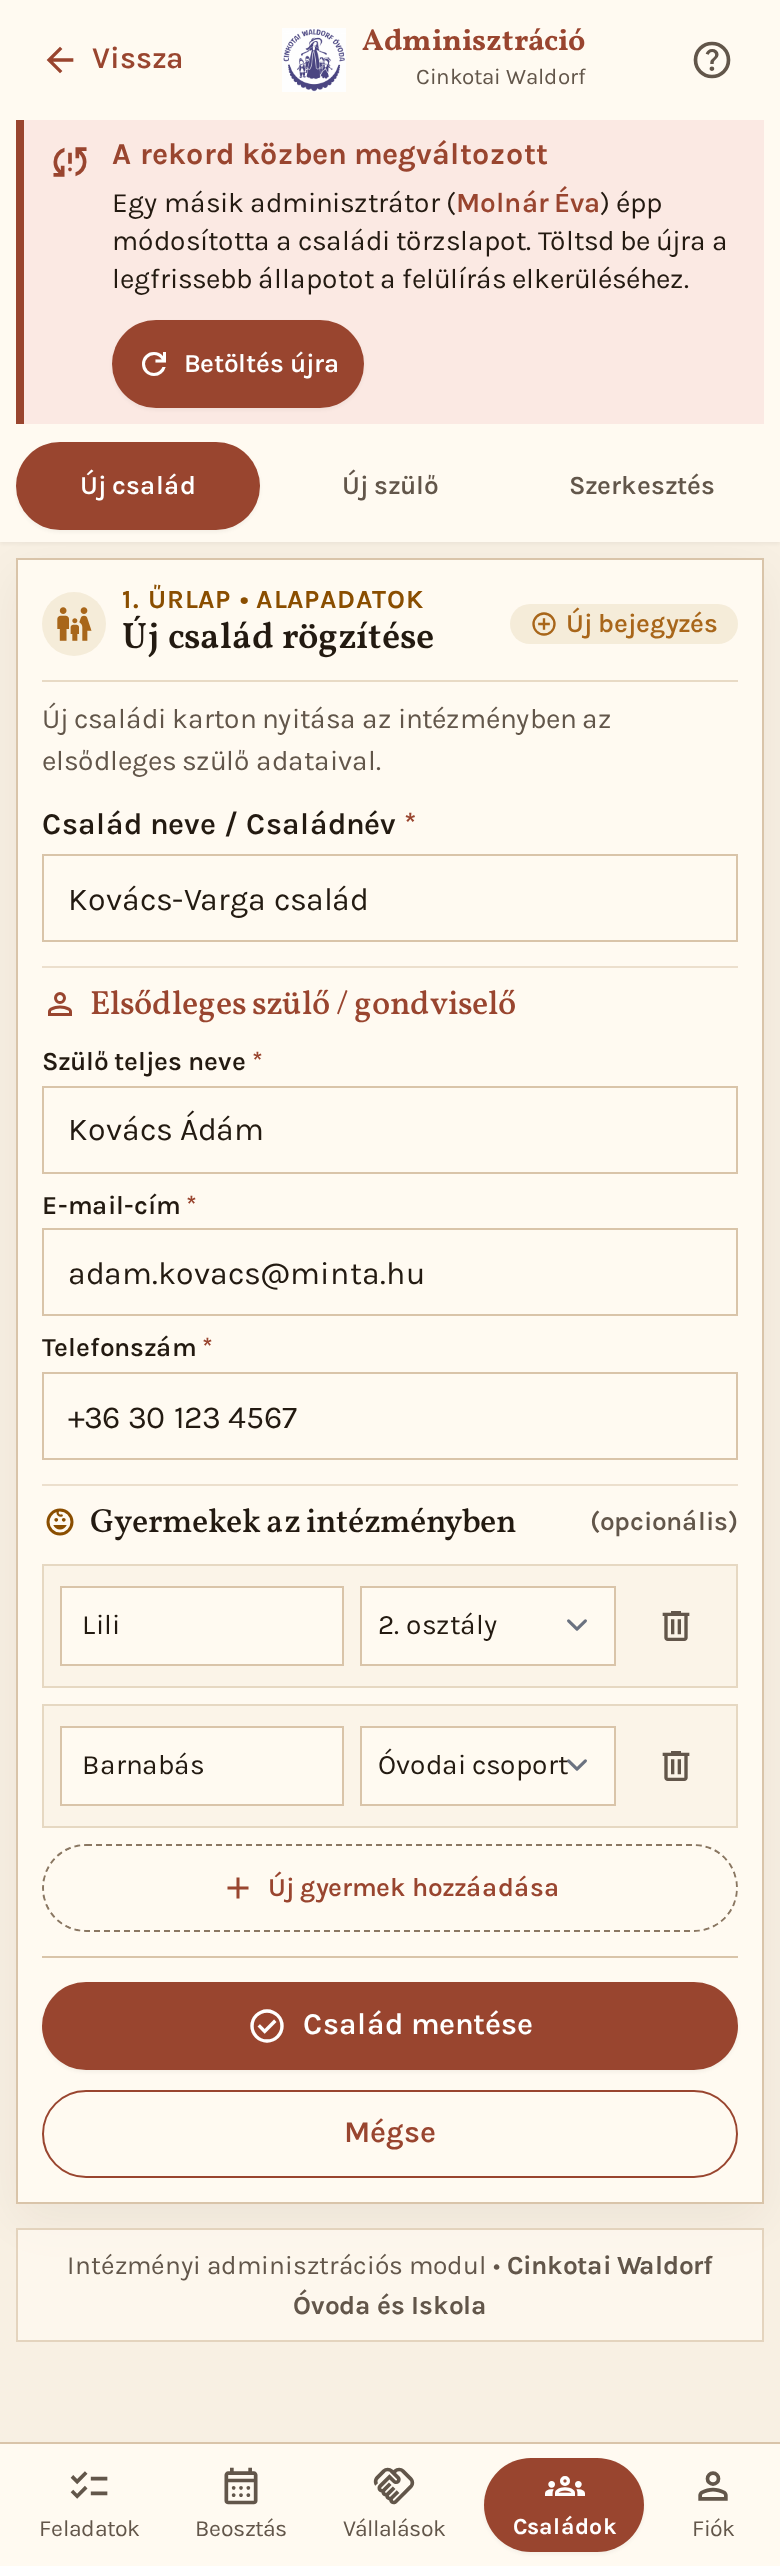 Vissza
CINKOTAI WALDORF ÓVODA
Adminisztráció
Cinkotai Waldorf
A rekord közben megváltozott
Egy másik adminisztrátor (Molnár Éva) épp
módosította a családi törzslapot. Töltsd be újra a
legfrissebb állapotot a felülírás elkerüléséhez.
Betöltés újra
Új család
Új szülő
Szerkesztés
1. ŰRLAP • ALAPADATOK
Új család rögzítése
Új bejegyzés
Új családi karton nyitása az intézményben az
elsődleges szülő adataival.
Család neve / Családnév *
Kovács-Varga család
Elsődleges szülő / gondviselő
Szülő teljes neve *
Kovács Ádám
E-mail-cím *
adam.kovacs@minta.hu
Telefonszám *
+36 30 123 4567
Gyermekek az intézményben
(opcionális)
Lili
2. osztály
Barnabás
Óvodai csoport
Új gyermek hozzáadása
Család mentése
Mégse
Intézményi adminisztrációs modul • Cinkotai Waldorf
Óvoda és Iskola
Feladatok
Beosztás
Vállalások
Családok
Fiók